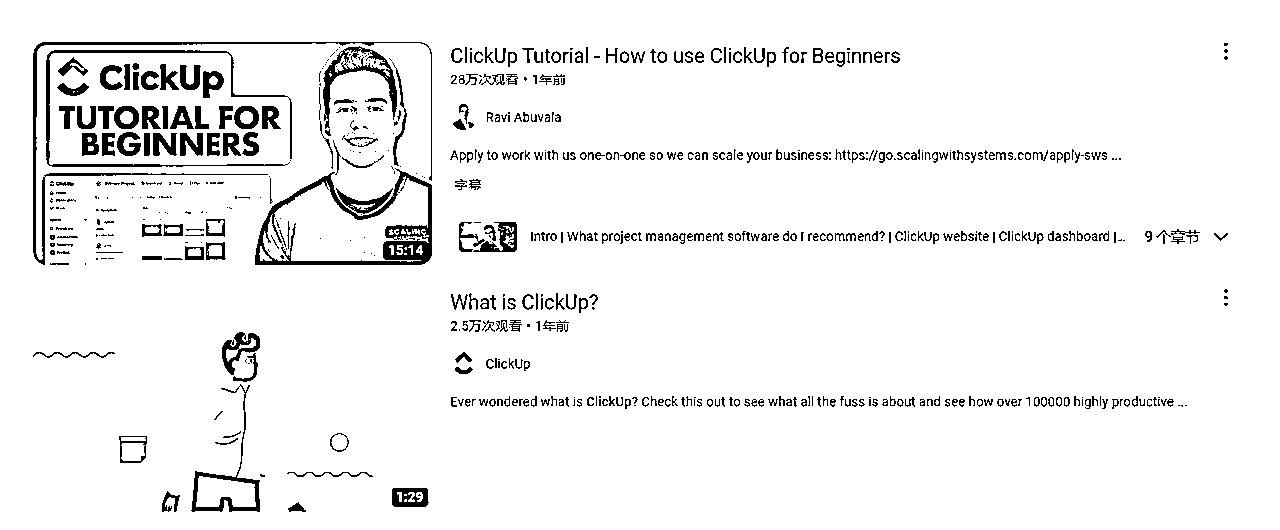 ClickUp
TUTORIAL FOR
BEGINNERS
ClickUp
SCALING
15:14
ClickUp Tutorial - How to use ClickUp for Beginners
28万次观看 • 1年前
Ravi Abuvala
Apply to work with us one-on-one so we can scale your business: https://go.scalingwithsystems.com/apply-sws ...
字幕
Intro | What project management software do I recommend? | ClickUp website | ClickUp dashboard |...
9 个章节
1:29
What is ClickUp?
2.5万次观看 • 1年前
ClickUp
Ever wondered what is ClickUp? Check this out to see what all the fuss is about and see how over 100000 highly productive ...